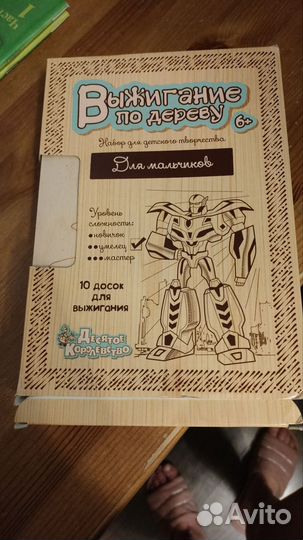 Выжигание
по дереву
6+
Набор для детского творчества
Для мальчиков
Уровень
сложности:
новичок
умелец
мастер
10 досок
для
выжигания
Десятое
Королевство
1
Avito